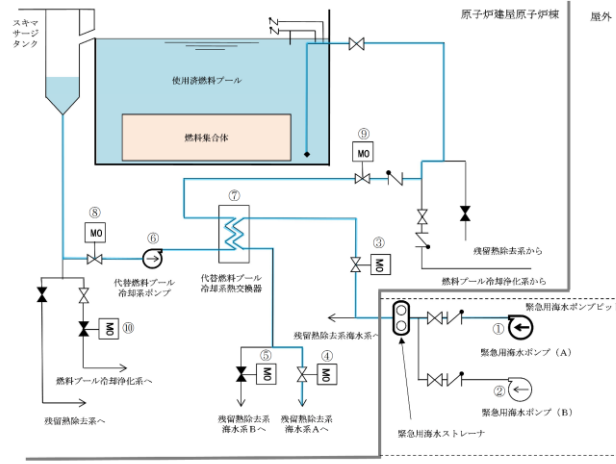 スキマ
サージ
タンク
原子炉建屋原子炉棟
屋外
使用済燃料プール
燃料集合体
⑨
MO
⑦
⑧
MO
⑥
③
MO
代替燃料プール
冷却系ポンプ
代替燃料プール
冷却系熱交換器
残留熱除去系から
燃料プール冷却浄化系から
緊急用海水ポンプピット
残留熱除去系海水系へ
①
緊急用海水ポンプ（A）
MO
⑩
⑤
MO
④
MO
②
緊急用海水ポンプ（B）
燃料プール冷却浄化系へ
残留熱除去系へ
残留熱除去系
海水系Bへ
残留熱除去系
海水系Aへ
緊急用海水ストレーナ